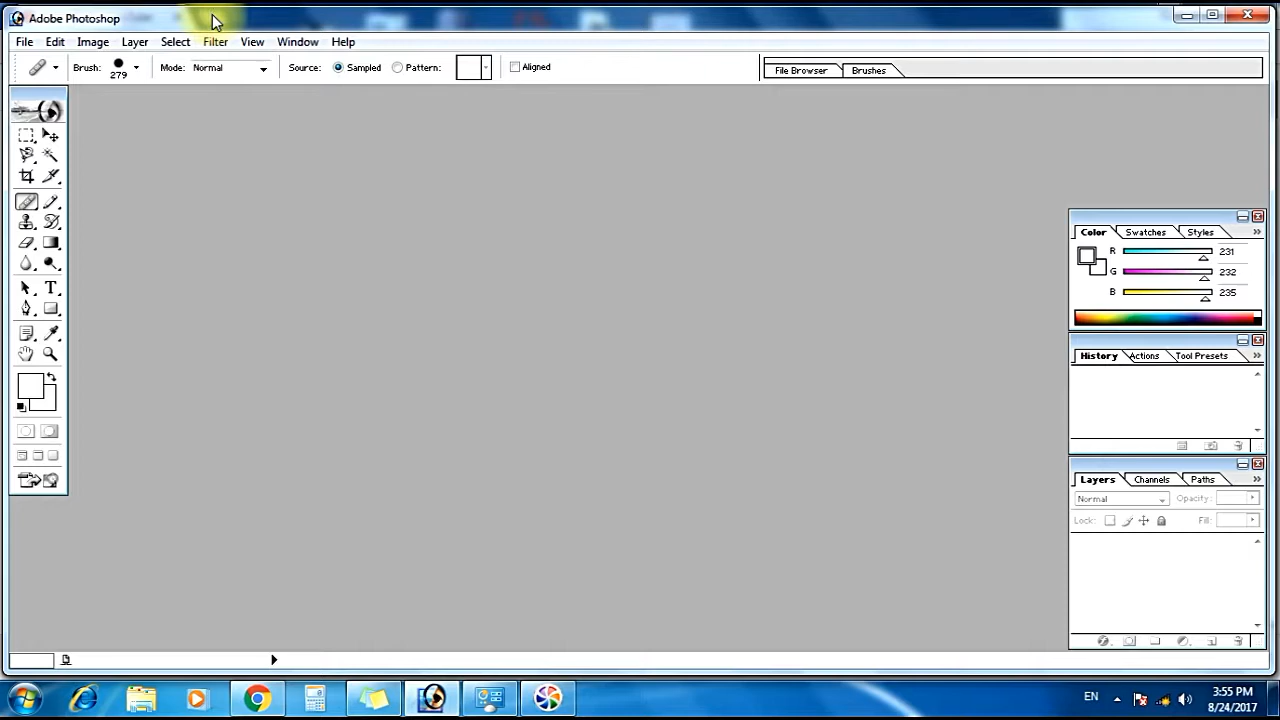 Adobe Photoshop
File Edit Image Layer Select Filter View Window Help
Brush: 279 Mode: Normal Source: Sampled Pattern: Aligned File Browser Brushes
Color Swatches Styles
R 231
G 232
B 235
History Actions Tool Presets
Layers Channels Paths
Normal Opacity:
Lock: Fill:
EN 3:55 PM
8/24/2017